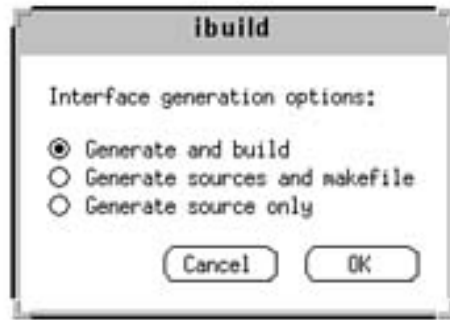 ibuild
Interface generation options:
Generate and build
Generate sources and makefile
Generate source only
Cancel OK